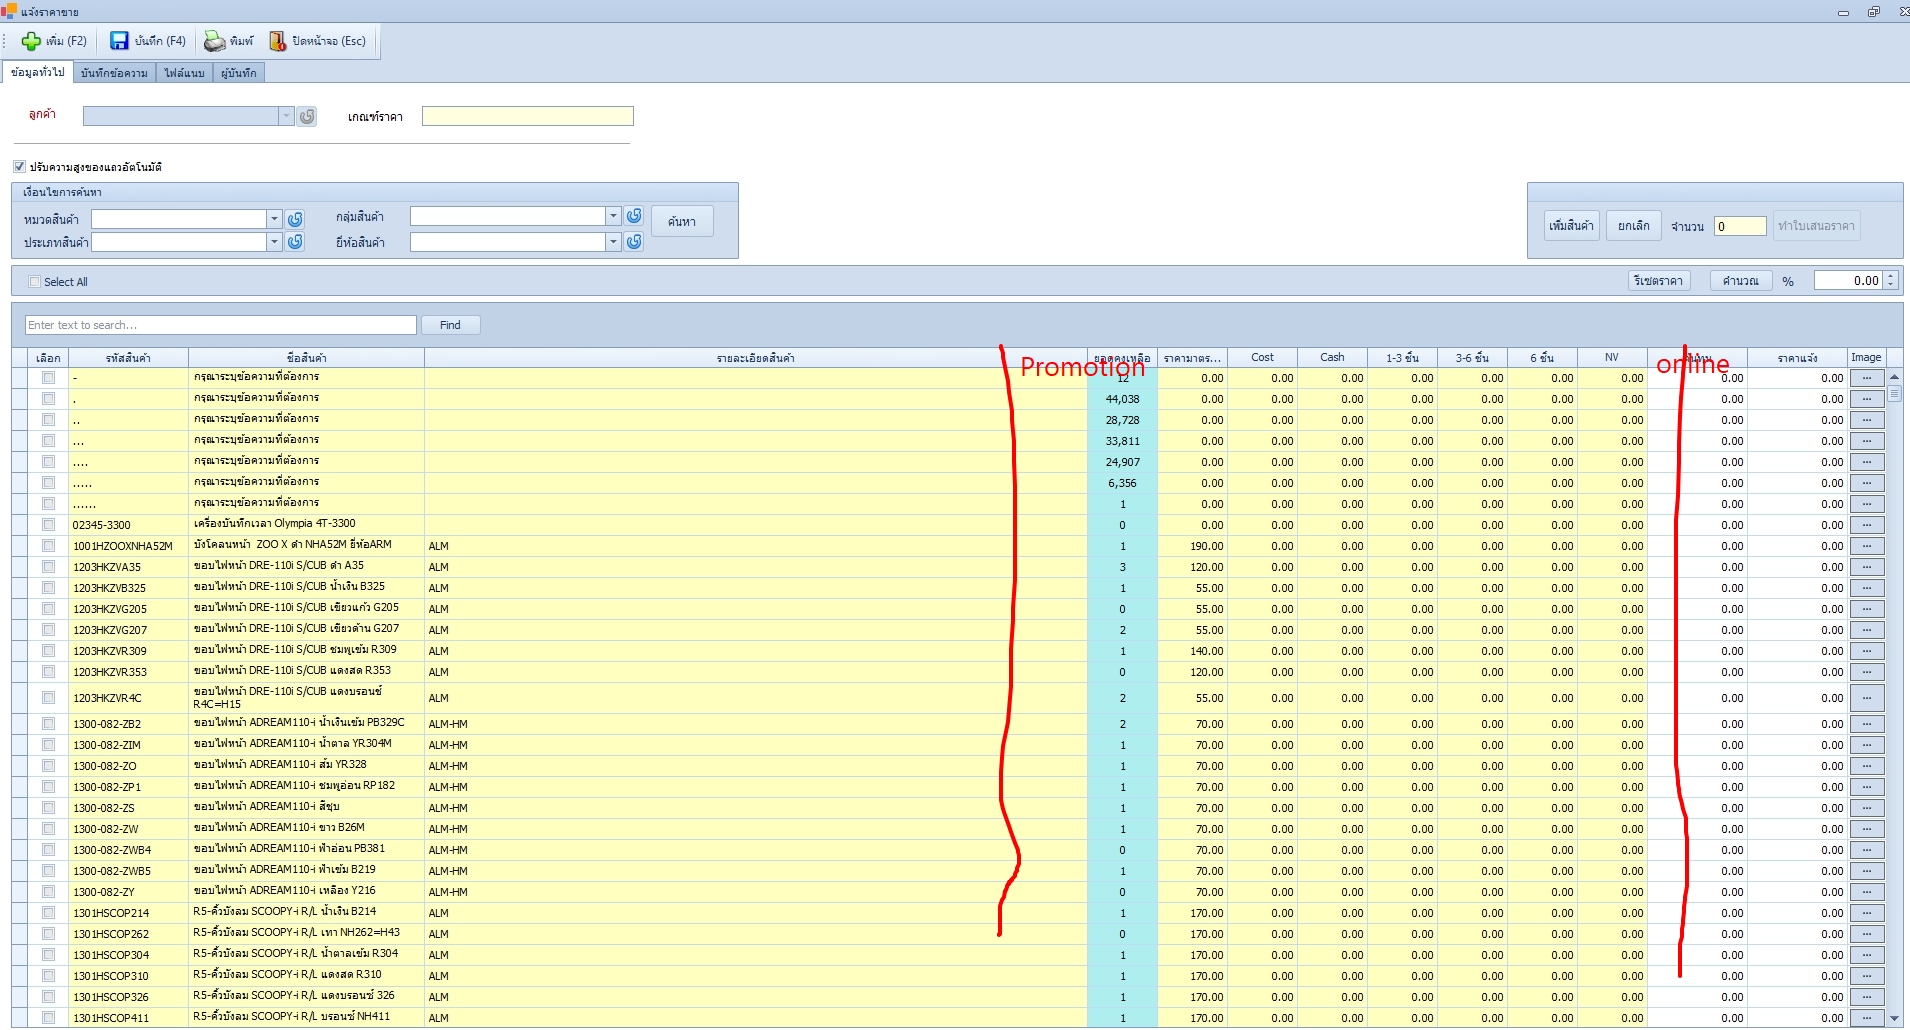 แจ้งราคาขาย
เพิ่ม (F2) บันทึก (F4) พิมพ์ ปิดหน้าจอ (Esc)
ข้อมูลทั่วไป บันทึกข้อความ ไฟล์แนบ ผู้บันทึก
ลูกค้า เกณฑ์ราคา
ปรับความสูงของแถวอัตโนมัติ
เงื่อนไขการค้นหา
หมวดสินค้า กลุ่มสินค้า ค้นหา เพิ่มสินค้า ยกเลิก จำนวน 0 ทำใบเสนอราคา
ประเภทสินค้า ยี่ห้อสินค้า
Select All รีเซตราคา คำนวณ % 0.00
Enter text to search... Find
เลือก รหัสสินค้า ชื่อสินค้า รายละเอียดสินค้า ยอดคงเหลือ ราคามาตร... Cost Cash 1-3 ชิ้น 3-6 ชิ้น 6 ชิ้น NV ราคาแจ้ง Image
Promotion online
- กรุณาระบุข้อความที่ต้องการ 12 0.00 0.00 0.00 0.00 0.00 0.00 0.00 0.00 0.00 ...
. กรุณาระบุข้อความที่ต้องการ 44,038 0.00 0.00 0.00 0.00 0.00 0.00 0.00 0.00 0.00 ...
.. กรุณาระบุข้อความที่ต้องการ 28,728 0.00 0.00 0.00 0.00 0.00 0.00 0.00 0.00 0.00 ...
... กรุณาระบุข้อความที่ต้องการ 33,811 0.00 0.00 0.00 0.00 0.00 0.00 0.00 0.00 0.00 ...
.... กรุณาระบุข้อความที่ต้องการ 24,907 0.00 0.00 0.00 0.00 0.00 0.00 0.00 0.00 0.00 ...
..... กรุณาระบุข้อความที่ต้องการ 6,356 0.00 0.00 0.00 0.00 0.00 0.00 0.00 0.00 0.00 ...
...... กรุณาระบุข้อความที่ต้องการ 1 0.00 0.00 0.00 0.00 0.00 0.00 0.00 0.00 0.00 ...
02345-3300 เครื่องบันทึกเวลา Olympia 4T-3300 0 0.00 0.00 0.00 0.00 0.00 0.00 0.00 0.00 0.00 ...
1001HZOOXNHA52M บังโคลนหน้า ZOO X ดำ NHA52M ยี่ห้อARM ALM 1 190.00 0.00 0.00 0.00 0.00 0.00 0.00 0.00 0.00 ...
1203HKZVA35 ขอบไฟหน้า DRE-110i S/CUB ดำ A35 ALM 3 120.00 0.00 0.00 0.00 0.00 0.00 0.00 0.00 0.00 ...
1203HKZVB325 ขอบไฟหน้า DRE-110i S/CUB น้ำเงิน B325 ALM 1 55.00 0.00 0.00 0.00 0.00 0.00 0.00 0.00 0.00 ...
1203HKZVG205 ขอบไฟหน้า DRE-110i S/CUB เขียวแก้ว G205 ALM 0 55.00 0.00 0.00 0.00 0.00 0.00 0.00 0.00 0.00 ...
1203HKZVG207 ขอบไฟหน้า DRE-110i S/CUB เขียวด้าน G207 ALM 2 55.00 0.00 0.00 0.00 0.00 0.00 0.00 0.00 0.00 ...
1203HKZVR309 ขอบไฟหน้า DRE-110i S/CUB ชมพูเข้ม R309 ALM 1 140.00 0.00 0.00 0.00 0.00 0.00 0.00 0.00 0.00 ...
1203HKZVR353 ขอบไฟหน้า DRE-110i S/CUB แดงสด R353 ALM 0 120.00 0.00 0.00 0.00 0.00 0.00 0.00 0.00 0.00 ...
1203HKZVR4C ขอบไฟหน้า DRE-110i S/CUB แดงบรอนซ์ R4C=H15 ALM 2 55.00 0.00 0.00 0.00 0.00 0.00 0.00 0.00 0.00 ...
1300-082-ZB2 ขอบไฟหน้า ADREAM110-i น้ำเงินเข้ม PB329C ALM-HM 2 70.00 0.00 0.00 0.00 0.00 0.00 0.00 0.00 0.00 ...
1300-082-ZIM ขอบไฟหน้า ADREAM110-i น้ำตาล YR304M ALM-HM 1 70.00 0.00 0.00 0.00 0.00 0.00 0.00 0.00 0.00 ...
1300-082-ZO ขอบไฟหน้า ADREAM110-i ส้ม YR328 ALM-HM 1 70.00 0.00 0.00 0.00 0.00 0.00 0.00 0.00 0.00 ...
1300-082-ZP1 ขอบไฟหน้า ADREAM110-i ชมพูอ่อน RP182 ALM-HM 1 70.00 0.00 0.00 0.00 0.00 0.00 0.00 0.00 0.00 ...
1300-082-ZS ขอบไฟหน้า ADREAM110-i สีชุบ ALM-HM 1 70.00 0.00 0.00 0.00 0.00 0.00 0.00 0.00 0.00 ...
1300-082-ZW ขอบไฟหน้า ADREAM110-i ขาว B26M ALM-HM 1 70.00 0.00 0.00 0.00 0.00 0.00 0.00 0.00 0.00 ...
1300-082-ZWB4 ขอบไฟหน้า ADREAM110-i ฟ้าอ่อน PB381 ALM-HM 0 70.00 0.00 0.00 0.00 0.00 0.00 0.00 0.00 0.00 ...
1300-082-ZWB5 ขอบไฟหน้า ADREAM110-i ฟ้าเข้ม B219 ALM-HM 1 70.00 0.00 0.00 0.00 0.00 0.00 0.00 0.00 0.00 ...
1300-082-ZY ขอบไฟหน้า ADREAM110-i เหลือง Y216 ALM-HM 0 70.00 0.00 0.00 0.00 0.00 0.00 0.00 0.00 0.00 ...
1301HSCOP214 R5-คิ้วบังลม SCOOPY-i R/L น้ำเงิน B214 ALM 1 170.00 0.00 0.00 0.00 0.00 0.00 0.00 0.00 0.00 ...
1301HSCOP262 R5-คิ้วบังลม SCOOPY-i R/L เทา NH262=H43 ALM 0 170.00 0.00 0.00 0.00 0.00 0.00 0.00 0.00 0.00 ...
1301HSCOP304 R5-คิ้วบังลม SCOOPY-i R/L น้ำตาลเข้ม R304 ALM 1 170.00 0.00 0.00 0.00 0.00 0.00 0.00 0.00 0.00 ...
1301HSCOP310 R5-คิ้วบังลม SCOOPY-i R/L แดงสด R310 ALM 1 170.00 0.00 0.00 0.00 0.00 0.00 0.00 0.00 0.00 ...
1301HSCOP326 R5-คิ้วบังลม SCOOPY-i R/L แดงบรอนซ์ 326 ALM 1 170.00 0.00 0.00 0.00 0.00 0.00 0.00 0.00 0.00 ...
1301HSCOP411 R5-คิ้วบังลม SCOOPY-i R/L บรอนซ์ NH411 ALM 1 170.00 0.00 0.00 0.00 0.00 0.00 0.00 0.00 0.00 ...